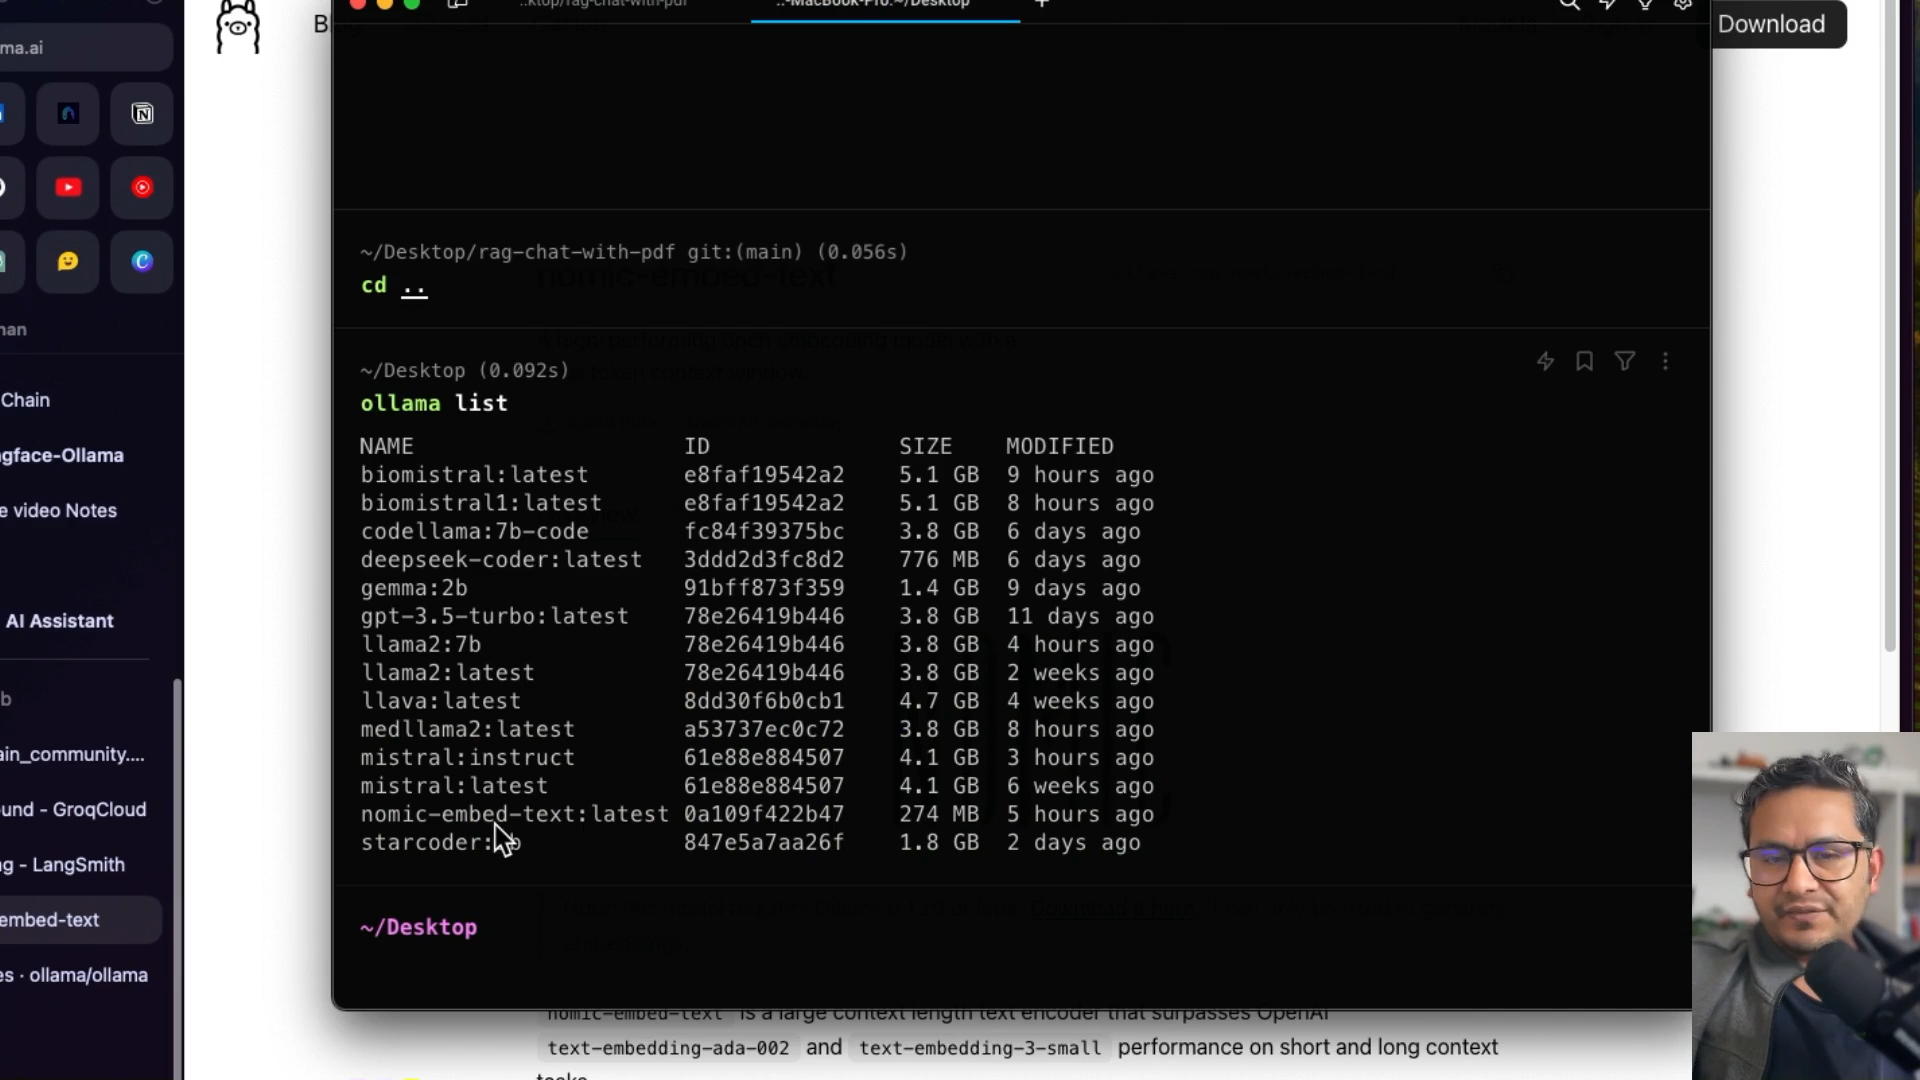 ma.ai
Download
~/Desktop/rag-chat-with-pdf git:(main) (0.056s)
cd ..
~/Desktop (0.092s)
ollama list
NAME ID SIZE MODIFIED
biomistral:latest e8faf19542a2 5.1 GB 9 hours ago
biomistral1:latest e8faf19542a2 5.1 GB 8 hours ago
codellama:7b-code fc84f39375bc 3.8 GB 6 days ago
deepseek-coder:latest 3ddd2d3fc8d2 776 MB 6 days ago
gemma:2b 91bff873f359 1.4 GB 9 days ago
gpt-3.5-turbo:latest 78e26419b446 3.8 GB 11 days ago
llama2:7b 78e26419b446 3.8 GB 4 hours ago
llama2:latest 78e26419b446 3.8 GB 2 weeks ago
llava:latest 8dd30f6b0cb1 4.7 GB 4 weeks ago
medllama2:latest a53737ec0c72 3.8 GB 8 hours ago
mistral:instruct 61e88e884507 4.1 GB 3 hours ago
mistral:latest 61e88e884507 4.1 GB 6 weeks ago
nomic-embed-text:latest 0a109f422b47 274 MB 5 hours ago
starcoder: 847e5a7aa26f 1.8 GB 2 days ago
~/Desktop
nomic-embed-text is a large context length text encoder that surpasses OpenAI
text-embedding-ada-002 and text-embedding-3-small performance on short and long context
Chain
gface-Ollama
e video Notes
AI Assistant
ain_community....
ound - GroqCloud
g - LangSmith
embed-text
es · ollama/ollama